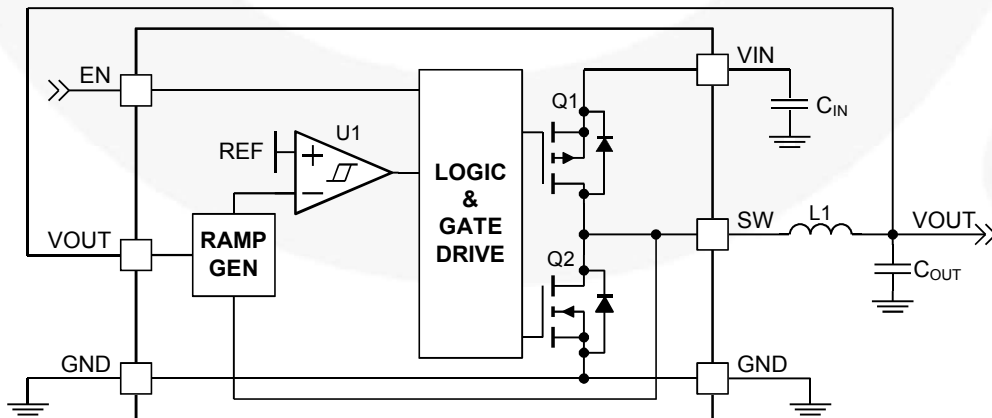 EN
VIN
Q1
C_IN
U1
REF
+
−
LOGIC
&
GATE
DRIVE
RAMP
GEN
VOUT
SW
L1
VOUT
Q2
C_OUT
GND
GND